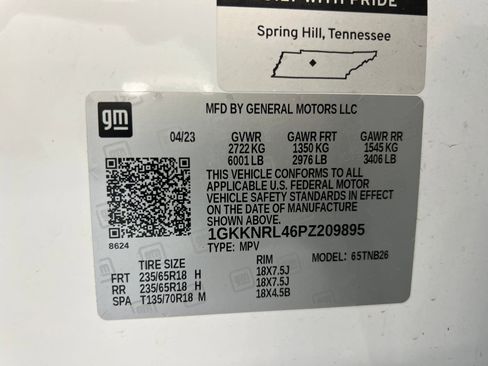 BUILT WITH PRIDE
Spring Hill, Tennessee
gm
MFD BY GENERAL MOTORS LLC
04/23 GVWR GAWR FRT GAWR RR
2722 KG 1350 KG 1545 KG
6001 LB 2976 LB 3406 LB
THIS VEHICLE CONFORMS TO ALL
APPLICABLE U.S. FEDERAL MOTOR
VEHICLE SAFETY STANDARDS IN EFFECT
ON THE DATE OF MANUFACTURE
SHOWN ABOVE.
1GKKNRL46PZ209895
8624
TYPE: MPV MODEL: 65TNB26
TIRE SIZE RIM
FRT 235/65R18 H 18X7.5J
RR 235/65R18 H 18X7.5J
SPA T135/70R18 M 18X4.5B